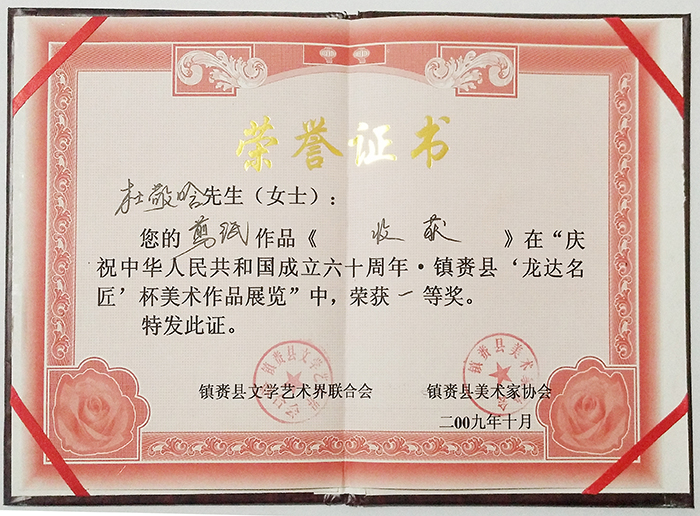 荣誉证书
杜敬 先生（女士）：
您的剪纸作品《 收获 》在“庆
祝中华人民共和国成立六十周年·镇赉县‘龙达名
匠’杯美术作品展览”中，荣获一等奖。
特发此证。
镇赉县文学艺术界联合会 镇赉县美术家协会
二00九年十月